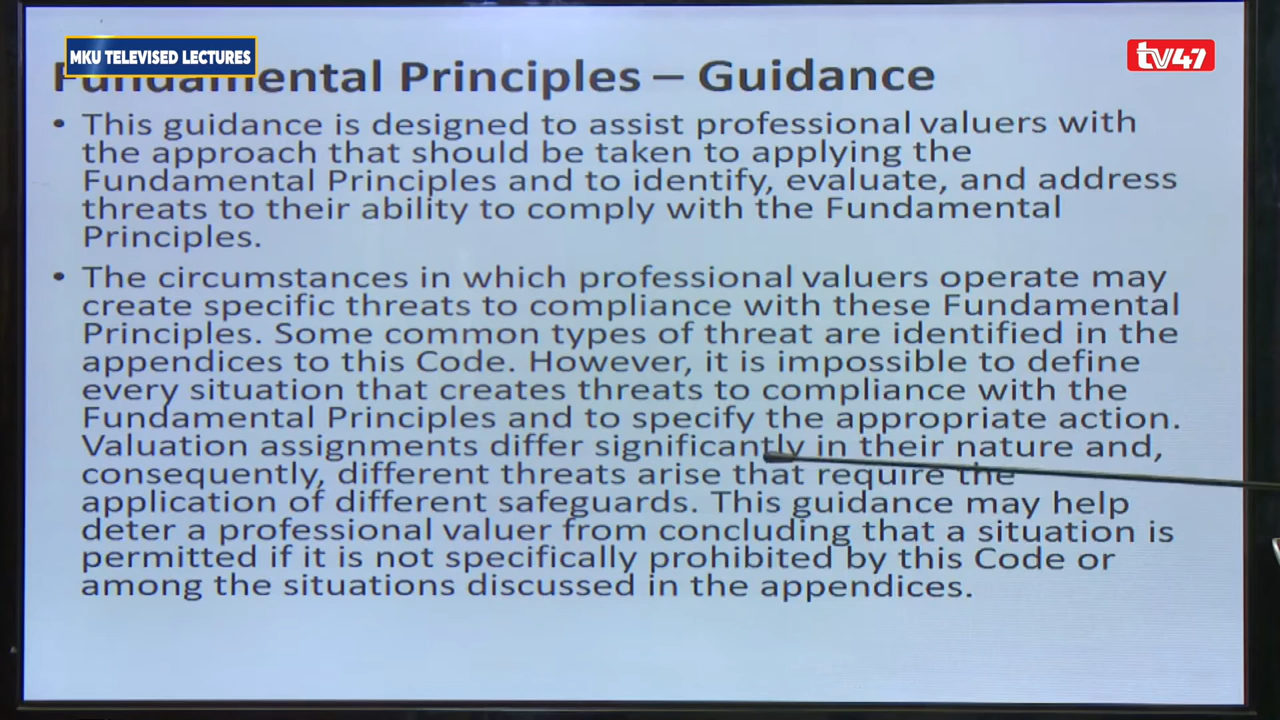 MKU TELEVISED LECTURES
tv47
Fundamental Principles – Guidance
• This guidance is designed to assist professional valuers with
the approach that should be taken to applying the
Fundamental Principles and to identify, evaluate, and address
threats to their ability to comply with the Fundamental
Principles.
• The circumstances in which professional valuers operate may
create specific threats to compliance with these Fundamental
Principles. Some common types of threat are identified in the
appendices to this Code. However, it is impossible to define
every situation that creates threats to compliance with the
Fundamental Principles and to specify the appropriate action.
Valuation assignments differ significantly in their nature and,
consequently, different threats arise that require the
application of different safeguards. This guidance may help
deter a professional valuer from concluding that a situation is
permitted if it is not specifically prohibited by this Code or
among the situations discussed in the appendices.